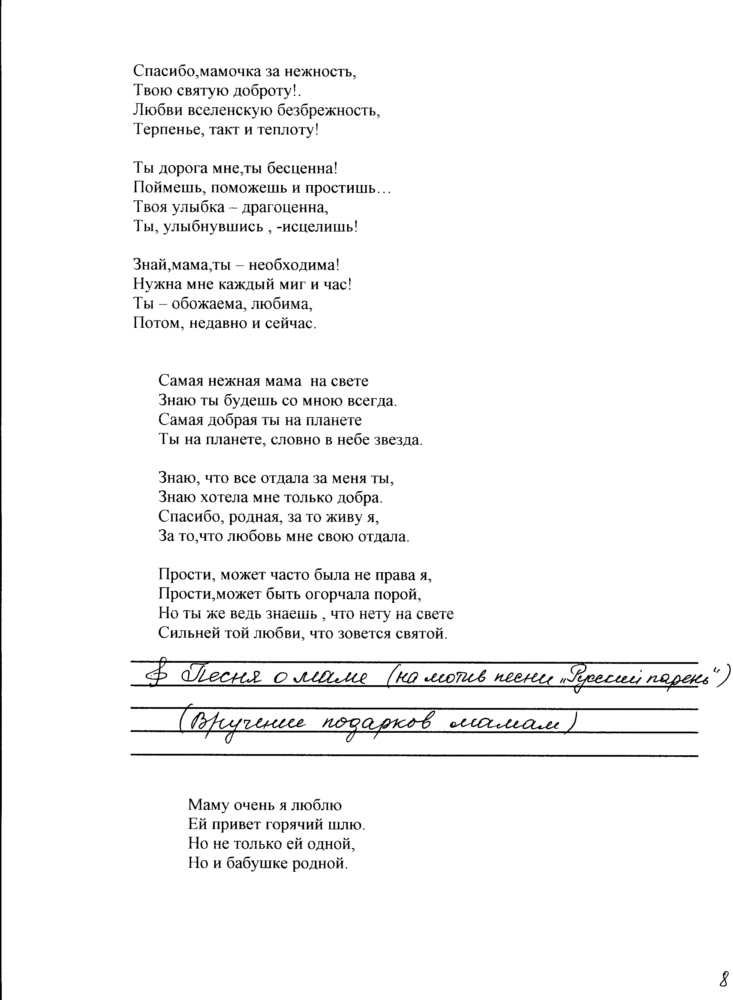 Спасибо,мамочка за нежность,
Твою святую доброту!.
Любви вселенскую безбрежность,
Терпенье, такт и теплоту!
Ты дорога мне,ты бесценна!
Поймешь, поможешь и простишь…
Твоя улыбка – драгоценна,
Ты, улыбнувшись , -исцелишь!
Знай,мама,ты – необходима!
Нужна мне каждый миг и час!
Ты – обожаема, любима,
Потом, недавно и сейчас.
Самая нежная мама  на свете
Знаю ты будешь со мною всегда.
Самая добрая ты на планете
Ты на планете, словно в небе звезда.
Знаю, что все отдала за меня ты,
Знаю хотела мне только добра.
Спасибо, родная, за то живу я,
За то,что любовь мне свою отдала.
Прости, может часто была не права я,
Прости,может быть огорчала порой,
Но ты же ведь знаешь , что нету на свете
Сильней той любви, что зовется святой.
Песня о маме (на мотив песни „Русский парень“)
(Вручение подарков мамам)
Маму очень я люблю
Ей привет горячий шлю.
Но не только ей одной,
Но и бабушке родной.
8